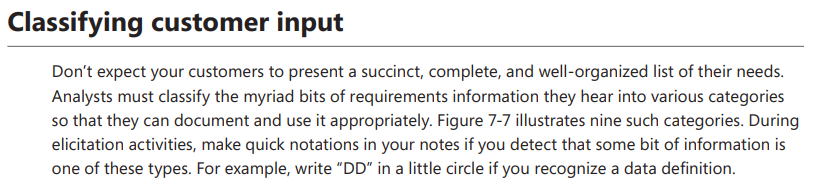 Classifying customer input
Don’t expect your customers to present a succinct, complete, and well-organized list of their needs.
Analysts must classify the myriad bits of requirements information they hear into various categories
so that they can document and use it appropriately. Figure 7-7 illustrates nine such categories. During
elicitation activities, make quick notations in your notes if you detect that some bit of information is
one of these types. For example, write “DD” in a little circle if you recognize a data definition.